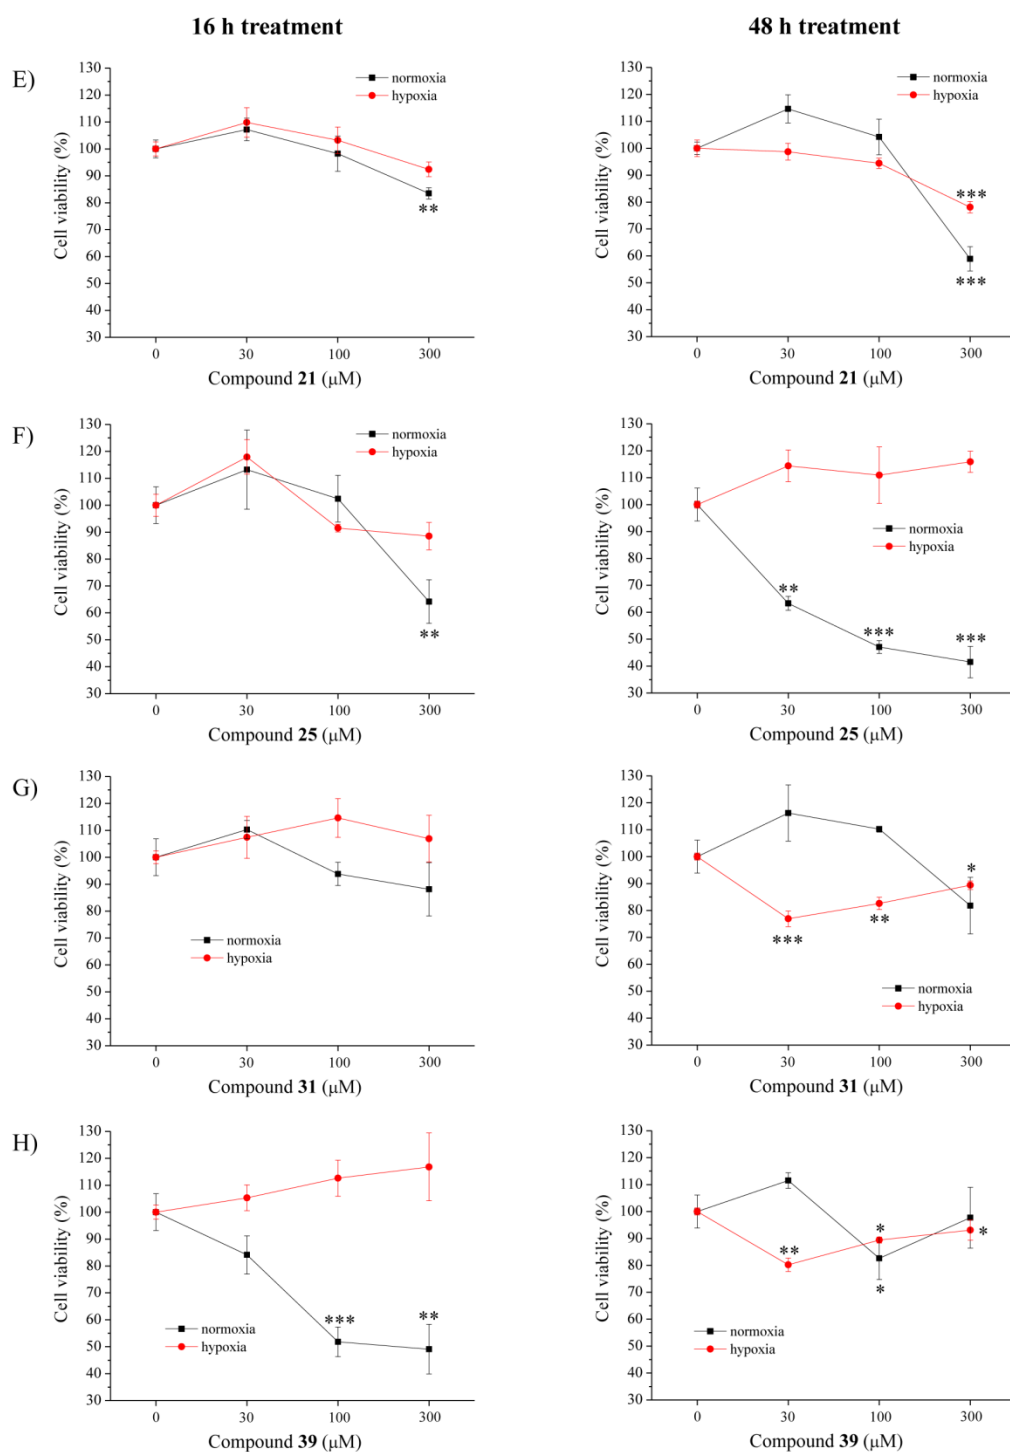 16 h treatment
48 h treatment
E)
130
120
110
100
90
80
70
60
50
40
30
Cell viability (%)
normoxia
hypoxia
**
0 30 100 300
Compound 21 (μM)
130
120
110
100
90
80
70
60
50
40
30
Cell viability (%)
normoxia
hypoxia
***
***
0 30 100 300
Compound 21 (μM)
F)
130
120
110
100
90
80
70
60
50
40
30
Cell viability (%)
normoxia
hypoxia
**
0 30 100 300
Compound 25 (μM)
130
120
110
100
90
80
70
60
50
40
30
Cell viability (%)
normoxia
hypoxia
**
*** ***
0 30 100 300
Compound 25 (μM)
G)
130
120
110
100
90
80
70
60
50
40
30
Cell viability (%)
normoxia
hypoxia
0 30 100 300
Compound 31 (μM)
130
120
110
100
90
80
70
60
50
40
30
Cell viability (%)
*
**
***
normoxia
hypoxia
0 30 100 300
Compound 31 (μM)
H)
130
120
110
100
90
80
70
60
50
40
30
Cell viability (%)
*** **
normoxia
hypoxia
0 30 100 300
Compound 39 (μM)
130
120
110
100
90
80
70
60
50
40
30
Cell viability (%)
* *
**
*
normoxia
hypoxia
0 30 100 300
Compound 39 (μM)